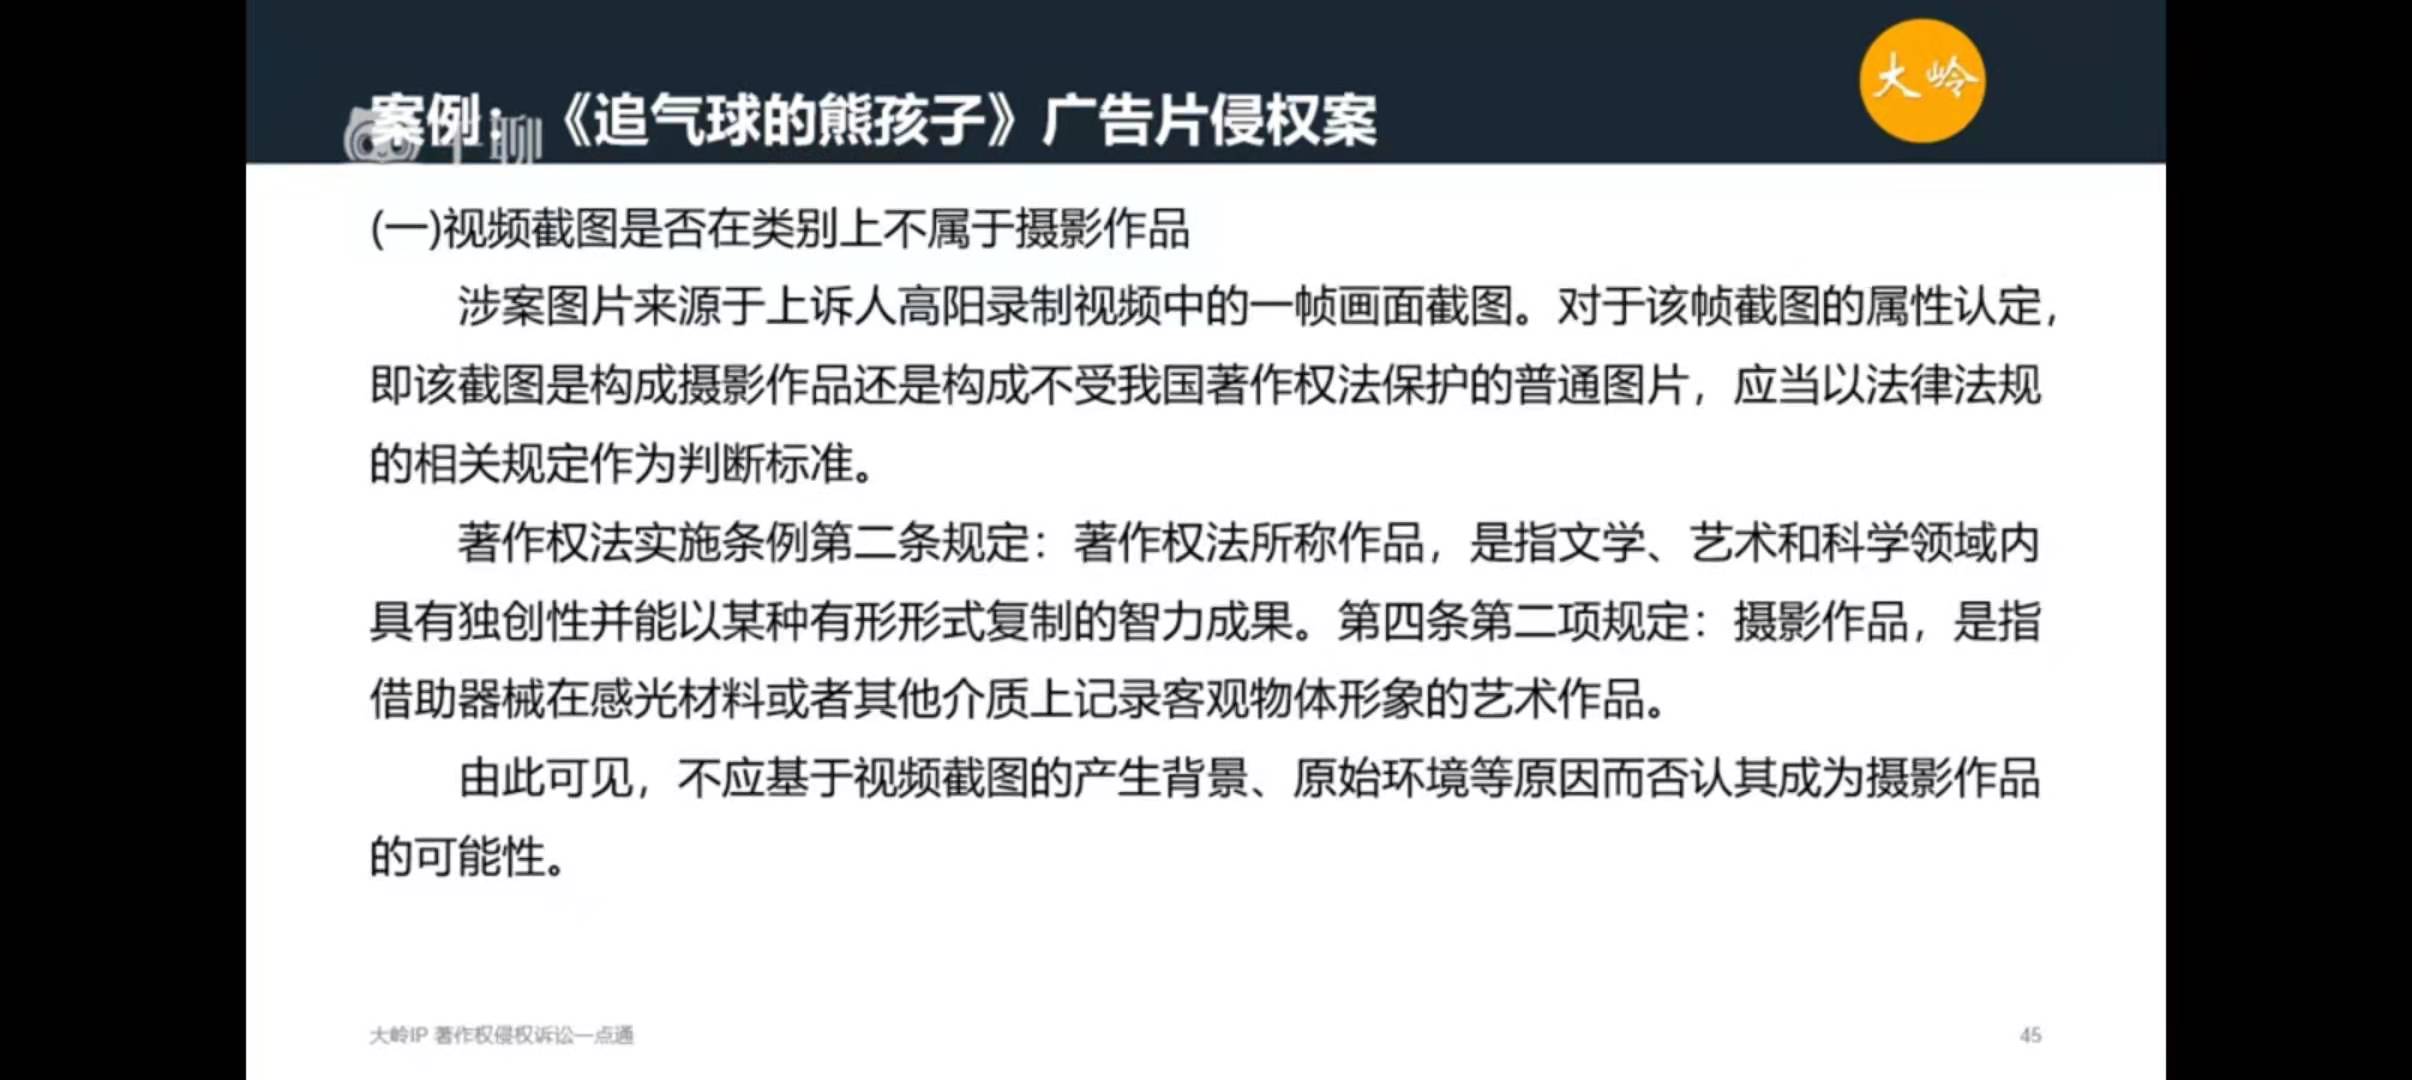 大岭
案例：《追气球的熊孩子》广告片侵权案
(一)视频截图是否在类别上不属于摄影作品
涉案图片来源于上诉人高阳录制视频中的一帧画面截图。对于该帧截图的属性认定，
即该截图是构成摄影作品还是构成不受我国著作权法保护的普通图片，应当以法律法规
的相关规定作为判断标准。
著作权法实施条例第二条规定：著作权法所称作品，是指文学、艺术和科学领域内
具有独创性并能以某种有形形式复制的智力成果。第四条第二项规定：摄影作品，是指
借助器械在感光材料或者其他介质上记录客观物体形象的艺术作品。
由此可见，不应基于视频截图的产生背景、原始环境等原因而否认其成为摄影作品
的可能性。
大岭IP 著作权侵权诉讼一点通
45